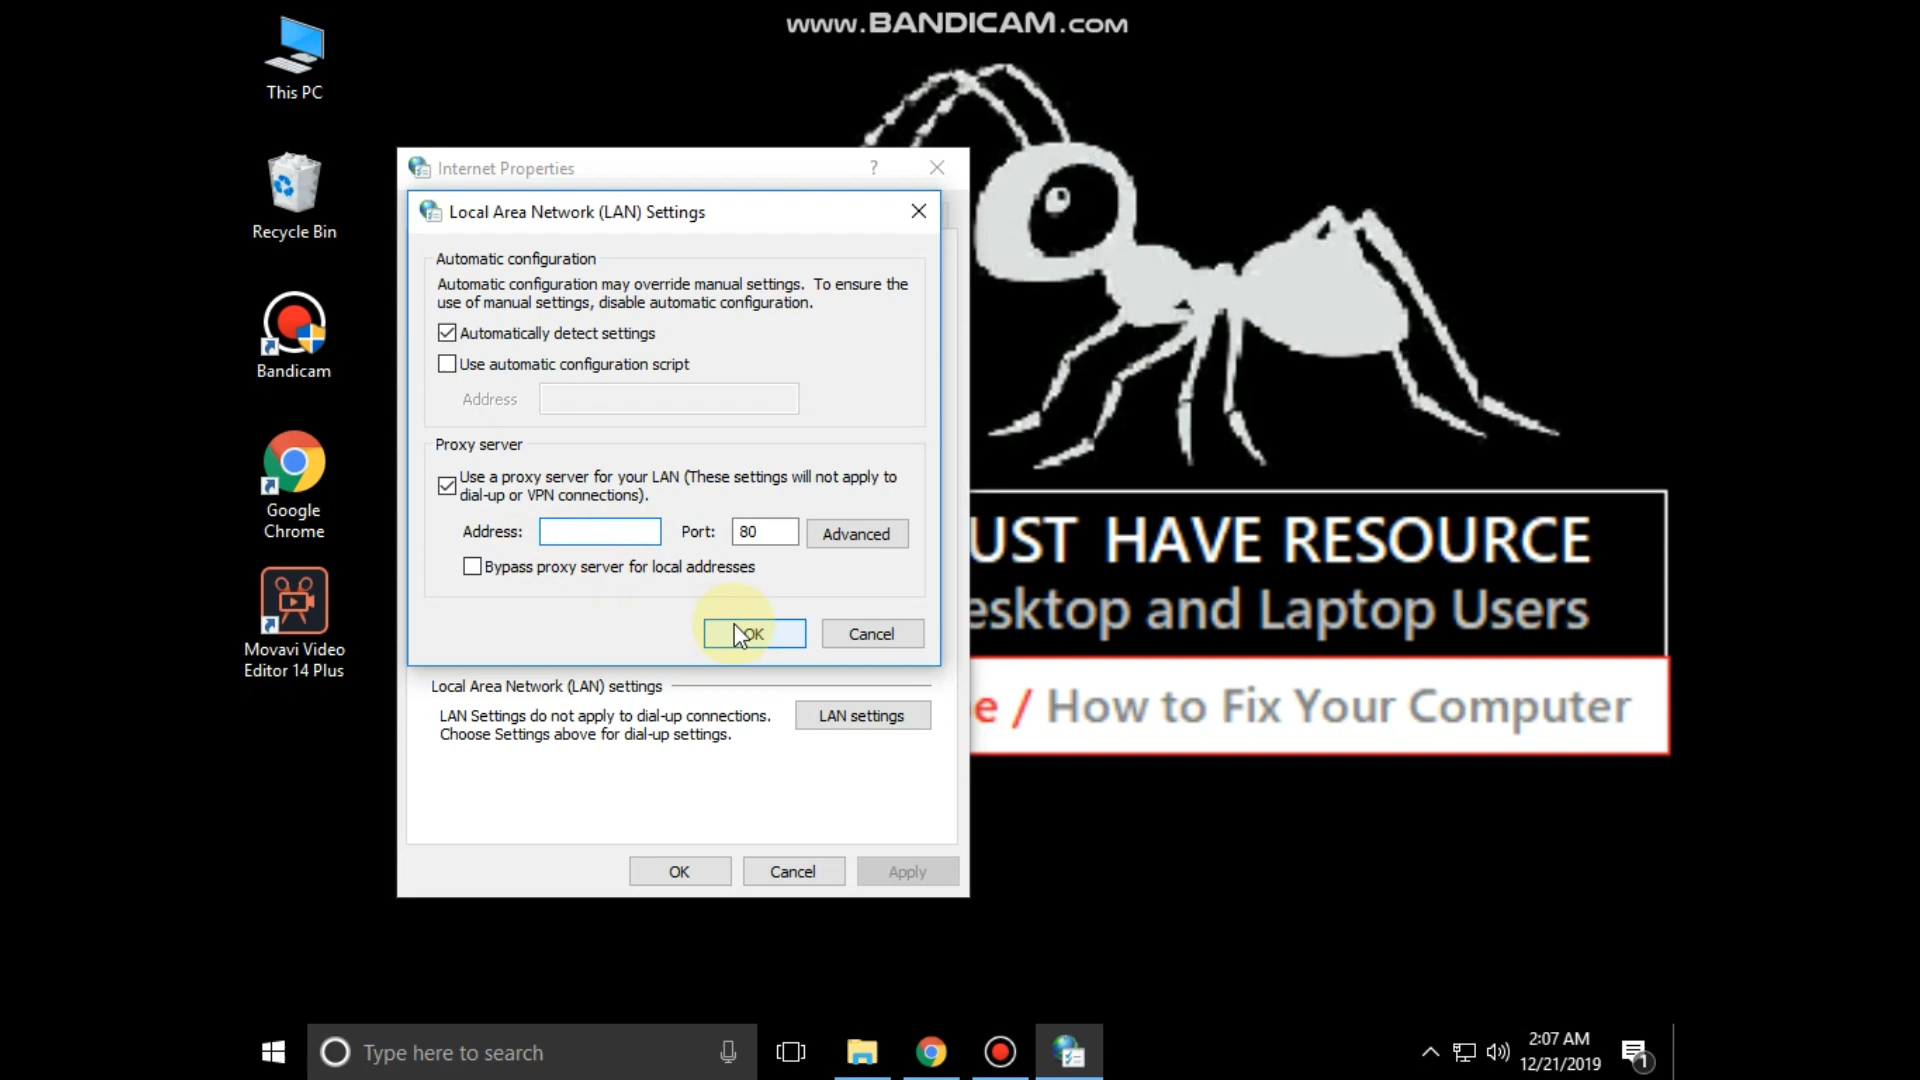 www.BANDICAM.com
This PC
Recycle Bin
Bandicam
Google
Chrome
Movavi Video
Editor 14 Plus
Internet Properties
?
Local Area Network (LAN) Settings
Automatic configuration
Automatic configuration may override manual settings.  To ensure the
use of manual settings, disable automatic configuration.
Automatically detect settings
Use automatic configuration script
Address
Proxy server
Use a proxy server for your LAN (These settings will not apply to
dial-up or VPN connections).
Address: Port: 80 Advanced
Bypass proxy server for local addresses
OK Cancel
Local Area Network (LAN) settings
LAN Settings do not apply to dial-up connections.
Choose Settings above for dial-up settings.
LAN settings
OK Cancel Apply
UST HAVE RESOURCE
esktop and Laptop Users
e / How to Fix Your Computer
Type here to search
2:07 AM
12/21/2019
1